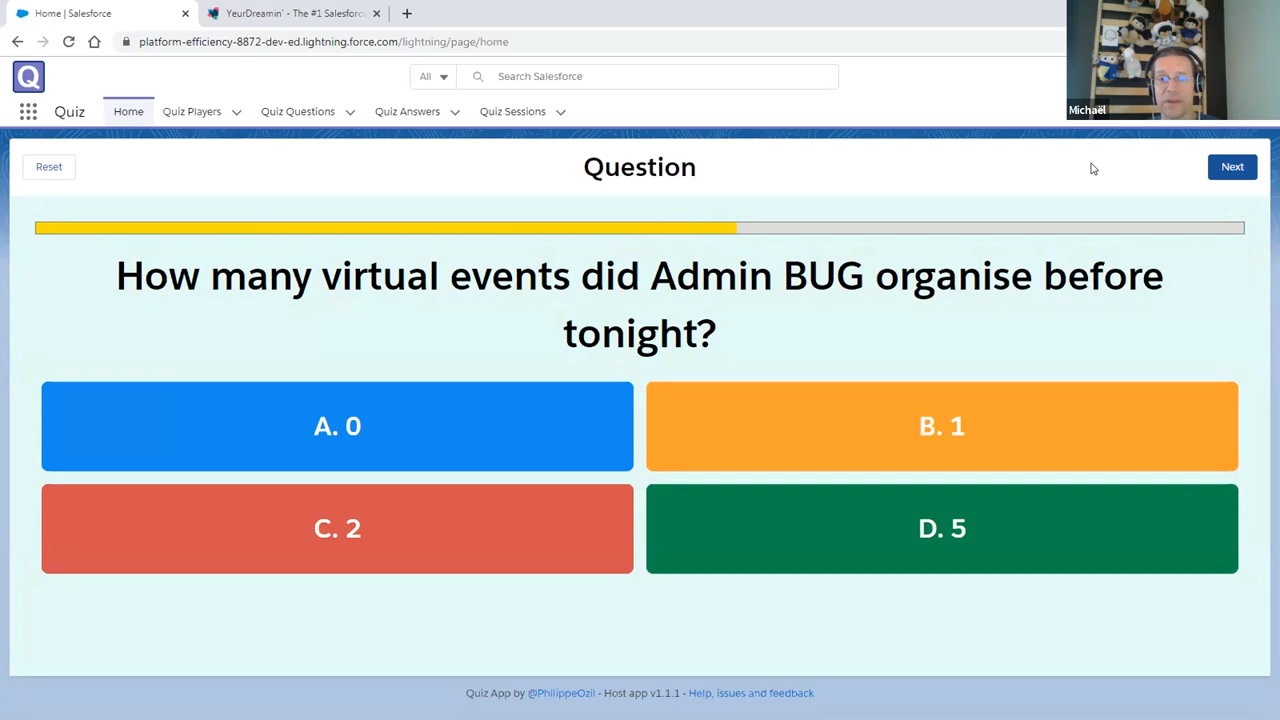 Home | Salesforce
YeurDreamin' - The #1 Salesforc
platform-efficiency-8872-dev-ed.lightning.force.com/lightning/page/home
Q
All
Search Salesforce
Michaël
Quiz
Home
Quiz Players
Quiz Questions
Quiz Answers
Quiz Sessions
Reset
Question
Next
How many virtual events did Admin BUG organise before
tonight?
A. 0
B. 1
C. 2
D. 5
Quiz App by @PhilippeOzil - Host app v1.1.1 - Help, issues and feedback